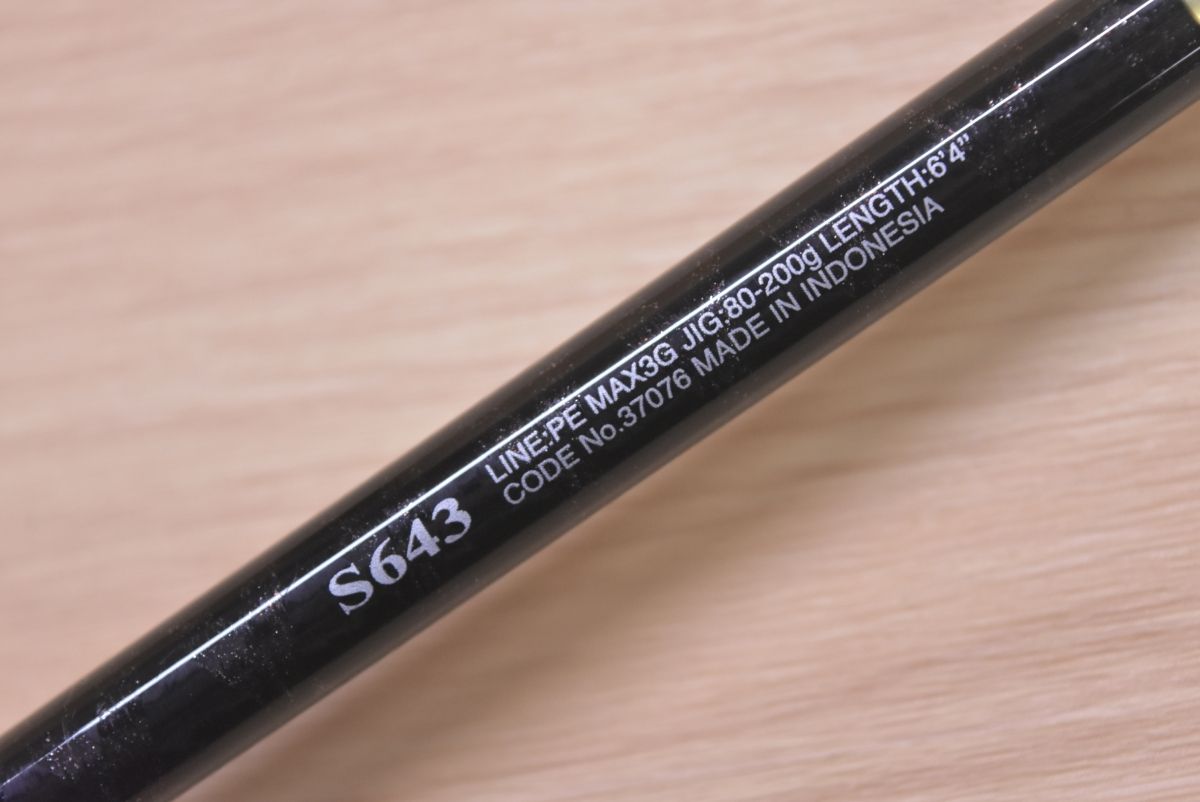 S643
LINE:PE MAX3G JIG:80-200g LENGTH:6'4"
CODE No.37076 MADE IN INDONESIA